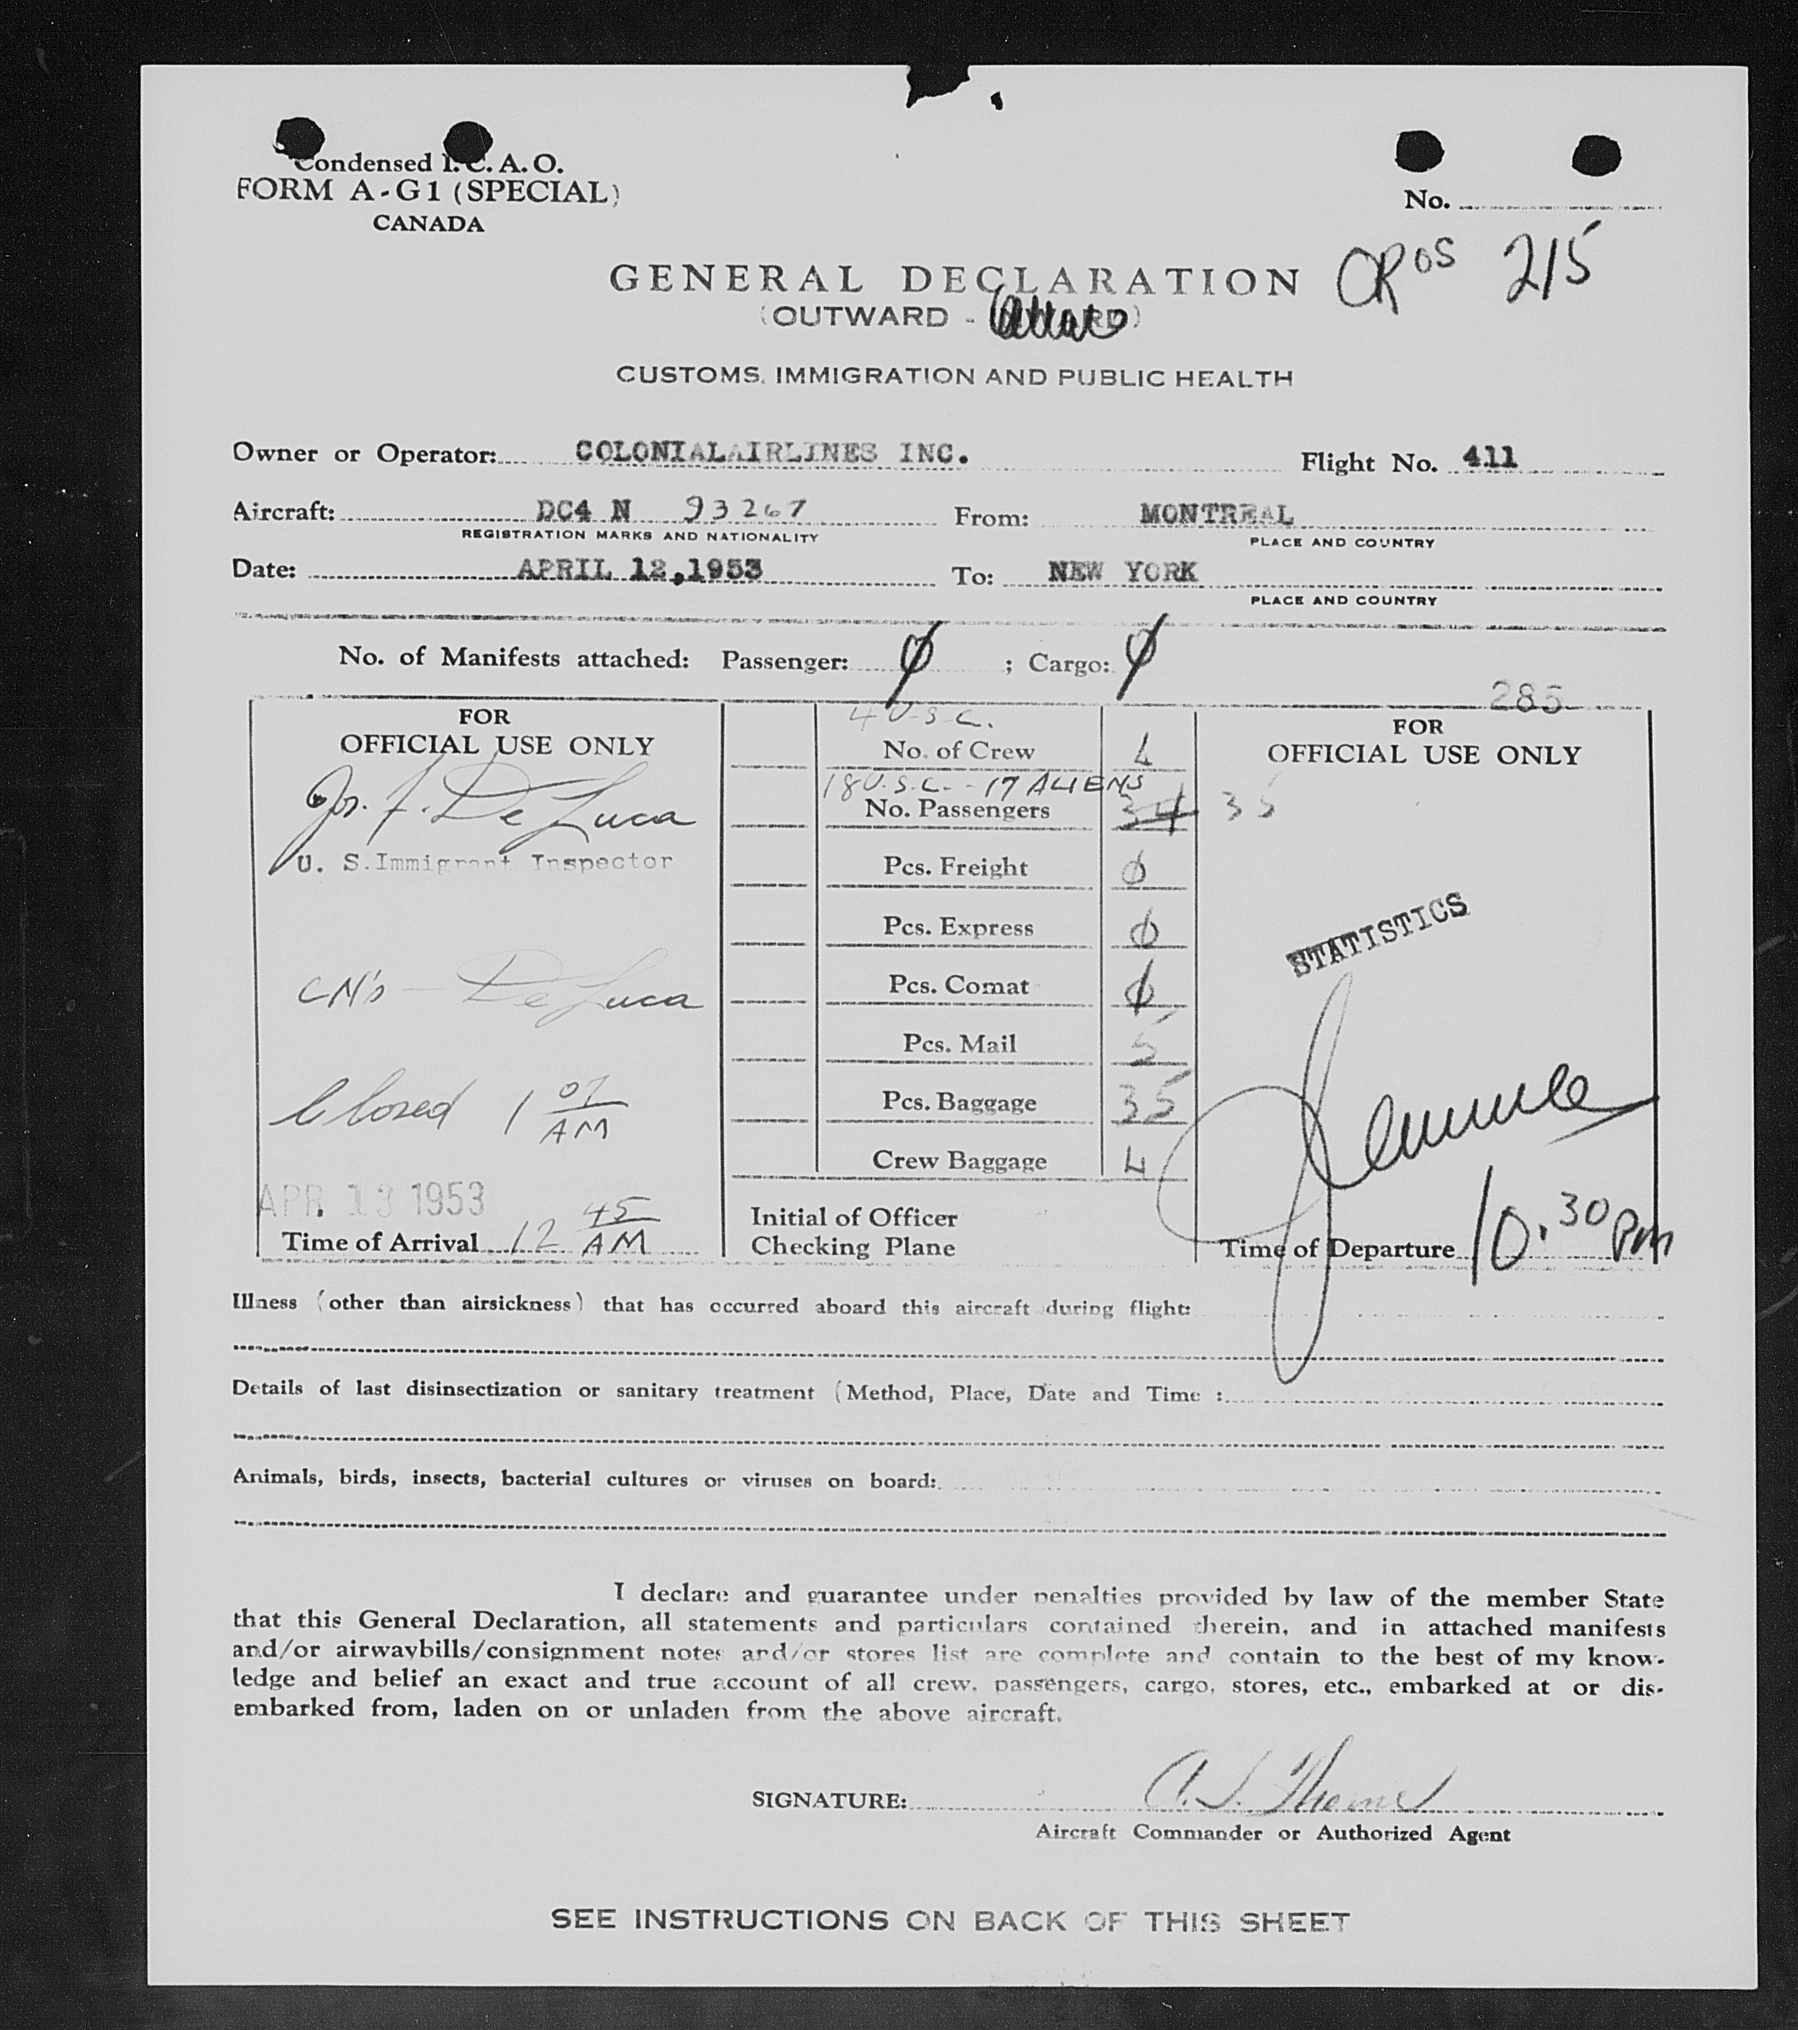 Condensed I. C. A. O.
FORM A-G1 (SPECIAL)
CANADA
No.
CR OS 215
GENERAL DECLARATION
(OUTWARD -
CUSTOMS, IMMIGRATION AND PUBLIC HEALTH
Owner or Operator: COLONIALAIRLINES INC. Flight No. 411
Aircraft: DC4 N 93267 From: MONTREAL
REGISTRATION MARKS AND NATIONALITY PLACE AND COUNTRY
Date: APRIL 12,1953 To: NEW YORK
PLACE AND COUNTRY
No. of Manifests attached: Passenger: 0 ; Cargo: 0
285
FOR
OFFICIAL USE ONLY
Jos. F. De Luca
U. S. Immigrant Inspector
CN's - De Luca
Closed 1 07 AM
APR. 13 1953
Time of Arrival 12 45 AM
4 U.S.C.
No. of Crew 4
18 U.S.C. - 17 ALIENS
No. Passengers 34 35
Pcs. Freight 0
Pcs. Express 0
Pcs. Comat 0
Pcs. Mail 5
Pcs. Baggage 35
Crew Baggage 4
Initial of Officer
Checking Plane
FOR
OFFICIAL USE ONLY
STATISTICS
Time of Departure 10.30 PM
Illness (other than airsickness) that has occurred aboard this aircraft during flight:
Details of last disinsectization or sanitary treatment (Method, Place, Date and Time :
Animals, birds, insects, bacterial cultures or viruses on board:
I declare and guarantee under penalties provided by law of the member State
that this General Declaration, all statements and particulars contained therein, and in attached manifests
and/or airwaybills/consignment notes and/or stores list are complete and contain to the best of my know-
ledge and belief an exact and true account of all crew, passengers, cargo, stores, etc., embarked at or dis-
embarked from, laden on or unladen from the above aircraft.
SIGNATURE:
Aircraft Commander or Authorized Agent
SEE INSTRUCTIONS ON BACK OF THIS SHEET